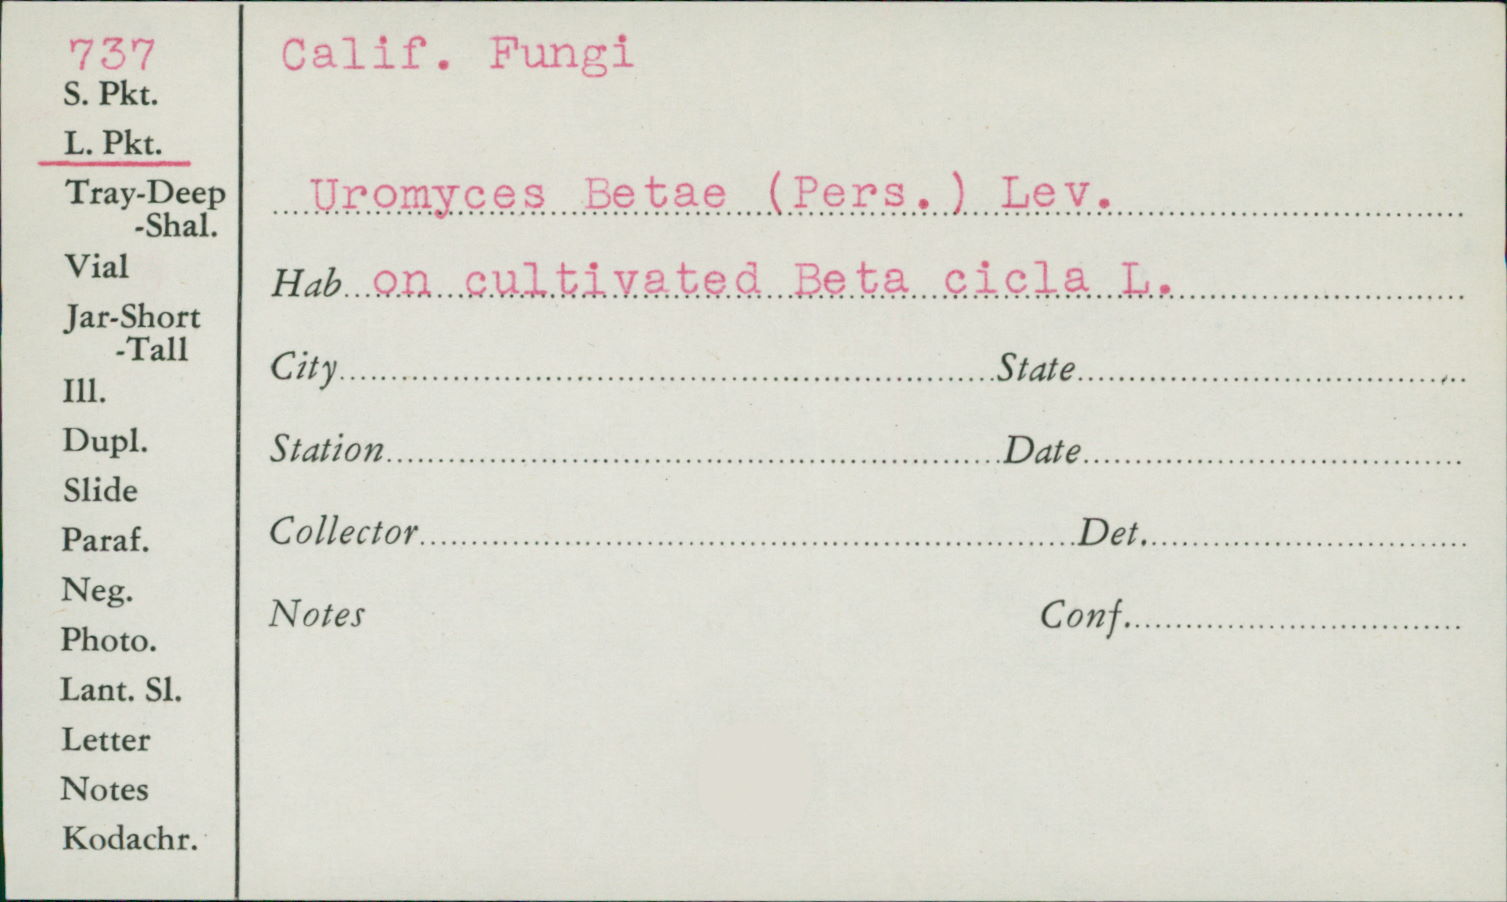 737
S. Pkt.
L. Pkt.
Tray-Deep
-Shal.
Vial
Jar-Short
-Tall
Ill.
Dupl.
Slide
Paraf.
Neg.
Photo.
Lant. Sl.
Letter
Notes
Kodachr.
Calif. Fungi
Uromyces Betae (Pers.) Lev.
Hab. on cultivated Beta cicla L.
City State
Station Date
Collector Det.
Notes Conf.